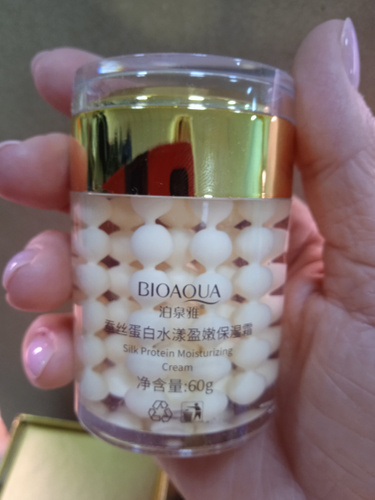 BIOAQUA
泊泉雅
蚕丝蛋白水漾盈嫩保湿霜
Silk Protein Moisturizing
Cream
净含量:60g